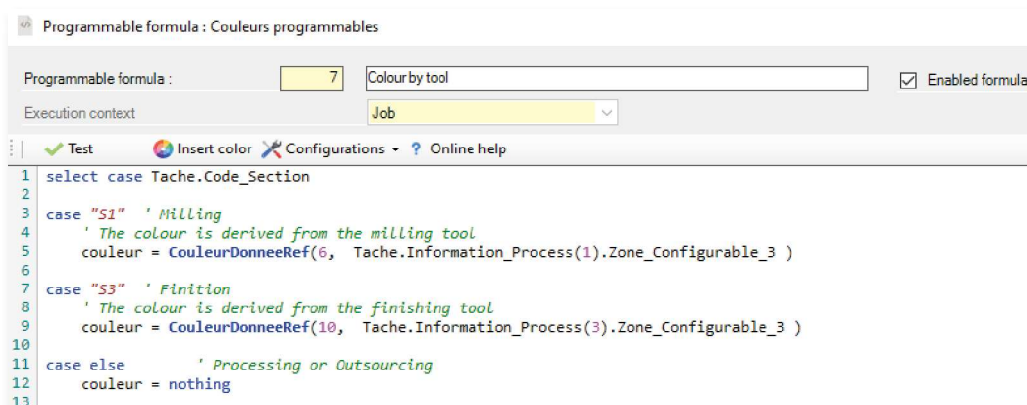 Programmable formula : Couleurs programmables
Programmable formula : 7 Colour by tool Enabled formula
Execution context Job
Test Insert color Configurations ? Online help
1 select case Tache.Code_Section
2
3 case "S1" ' Milling
4 ' The colour is derived from the milling tool
5 couleur = CouleurDonneeRef(6, Tache.Information_Process(1).Zone_Configurable_3 )
6
7 case "S3" ' Finition
8 ' The colour is derived from the finishing tool
9 couleur = CouleurDonneeRef(10, Tache.Information_Process(3).Zone_Configurable_3 )
10
11 case else ' Processing or Outsourcing
12 couleur = nothing
13